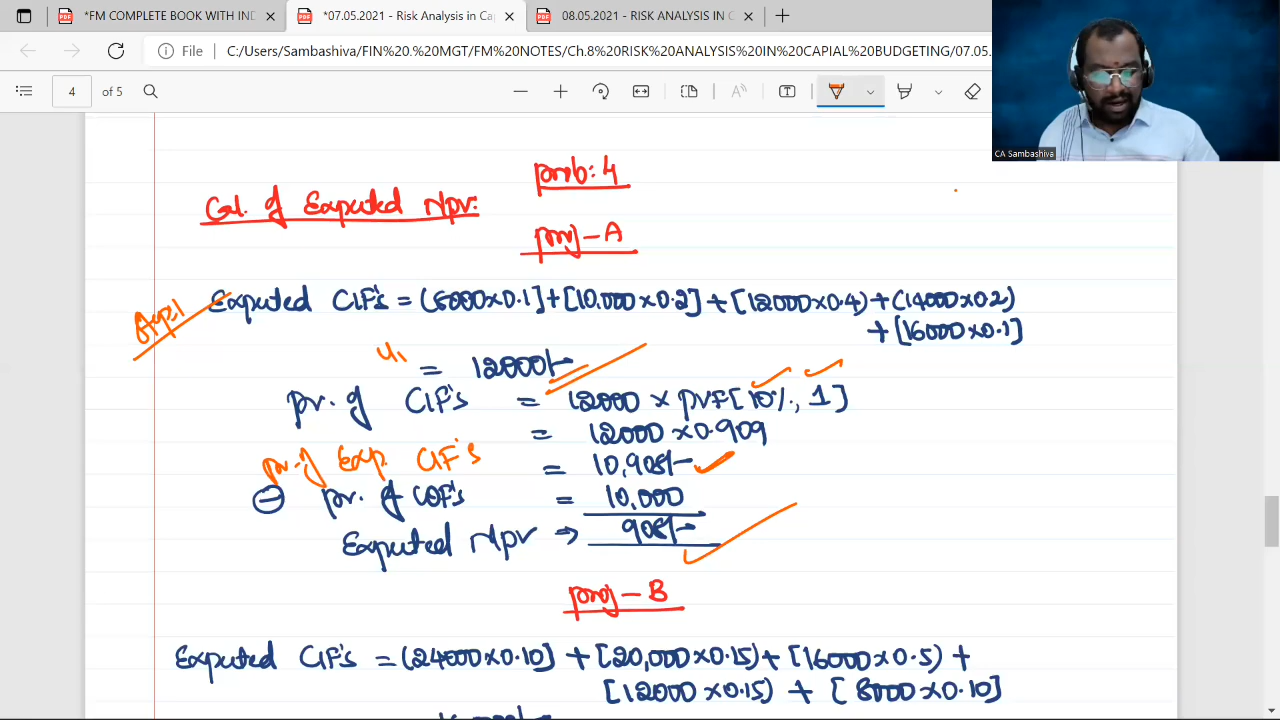 *FM COMPLETE BOOK WITH IND
*07.05.2021 - Risk Analysis in Cap
08.05.2021 - RISK ANALYSIS IN C
File
C:/Users/Sambashiva/FIN%20.%20MGT/FM%20NOTES/Ch.8%20RISK%20ANALYSIS%20IN%20CAPIAL%20BUDGETING/07.05.
4 of 5
CA Sambashiva
prob: 4
Cal. of Expected Npv:
proj - A
Expected CIF's = (8000×0.1] + [10,000×0.2] + [12000×0.4) + (14000×0.2)
+ [16000×0.1]
= 12000/-
pv. of CIF's = 12000 × PVF[10%, 1]
= 12000 × 0.909
pv. of Exp. CIF's = 10,908/-
⊖ pv. of COF's = 10,000
Expected Npv ⇒ 908/-
proj - B
Expected CIF's = (24000×0.10] + [20,000×0.15) + [16000×0.5) +
[12000×0.15) + [8000×0.10]